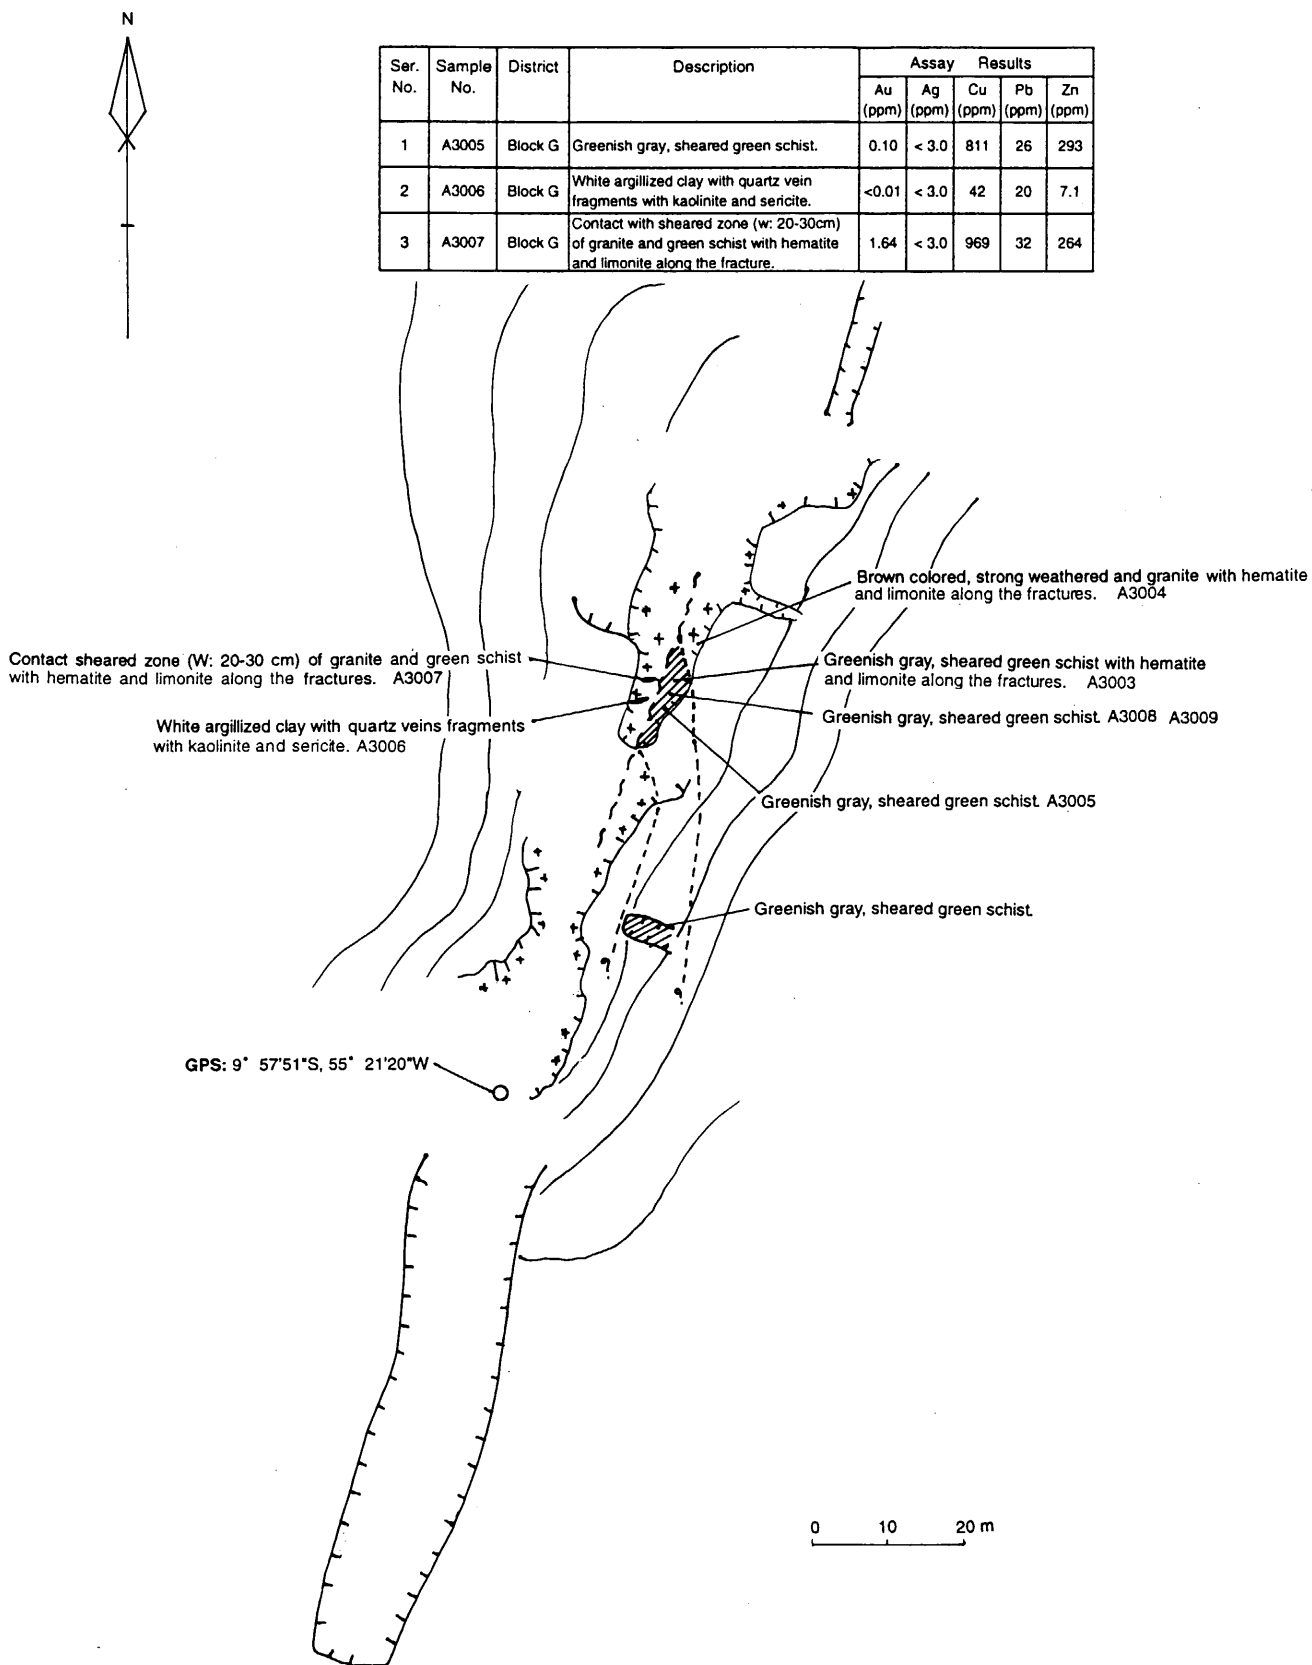 N
Ser. No. Sample No. District Description Assay Results
Au (ppm) Ag (ppm) Cu (ppm) Pb (ppm) Zn (ppm)
1 A3005 Block G Greenish gray, sheared green schist. 0.10 < 3.0 811 26 293
2 A3006 Block G White argillized clay with quartz vein fragments with kaolinite and sericite. <0.01 < 3.0 42 20 7.1
3 A3007 Block G Contact with sheared zone (w: 20-30cm) of granite and green schist with hematite and limonite along the fracture. 1.64 < 3.0 969 32 264
Brown colored, strong weathered and granite with hematite
and limonite along the fractures. A3004
Contact sheared zone (W: 20-30 cm) of granite and green schist
with hematite and limonite along the fractures. A3007
Greenish gray, sheared green schist with hematite
and limonite along the fractures. A3003
White argillized clay with quartz veins fragments
with kaolinite and sericite. A3006
Greenish gray, sheared green schist. A3008 A3009
Greenish gray, sheared green schist. A3005
Greenish gray, sheared green schist.
? ?
GPS: 9° 57'51"S, 55° 21'20"W
0 10 20 m